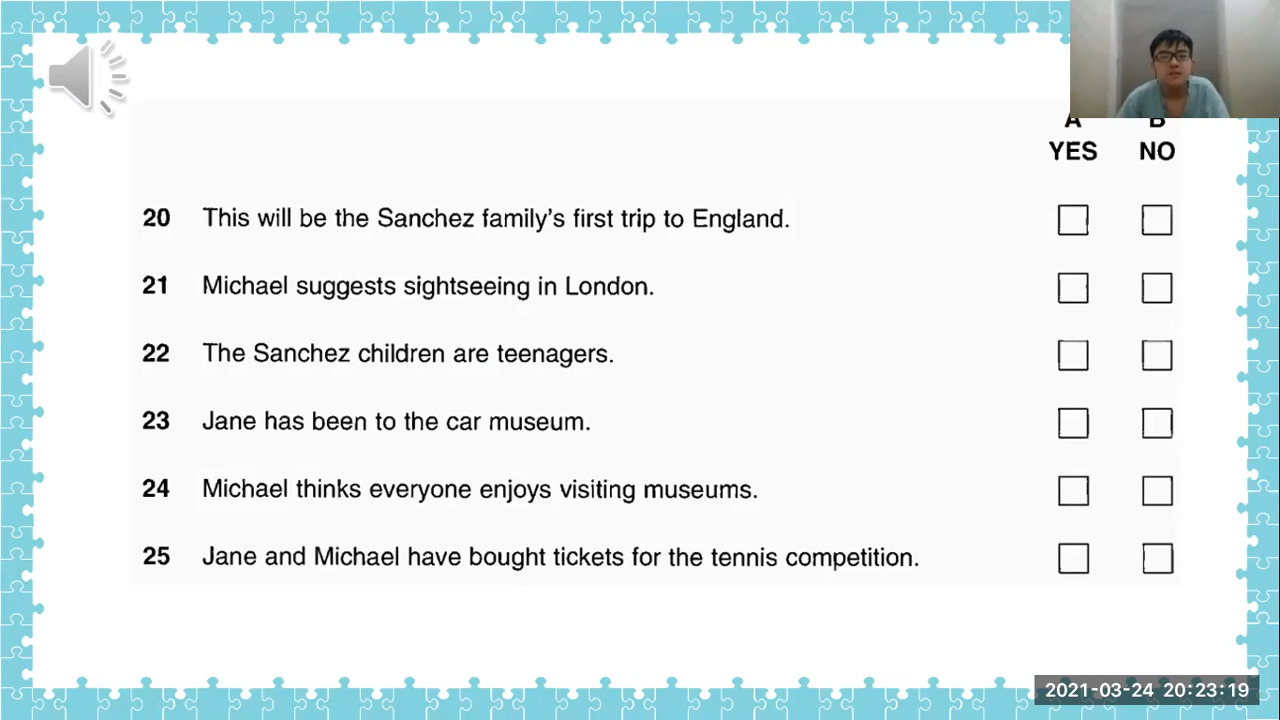 A B
YES NO
20 This will be the Sanchez family's first trip to England.
21 Michael suggests sightseeing in London.
22 The Sanchez children are teenagers.
23 Jane has been to the car museum.
24 Michael thinks everyone enjoys visiting museums.
25 Jane and Michael have bought tickets for the tennis competition.
2021-03-24 20:23:19